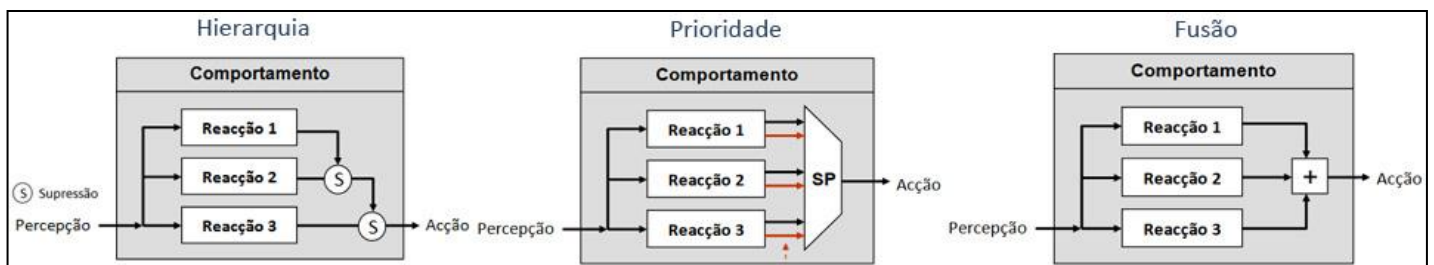 Hierarquia
Comportamento
Reacção 1
Reacção 2
S
S Supressão
Percepção
Reacção 3
S
Acção
Prioridade
Comportamento
Reacção 1
Reacção 2
SP
Acção
Percepção
Reacção 3
Fusão
Comportamento
Reacção 1
Reacção 2
+
Acção
Percepção
Reacção 3